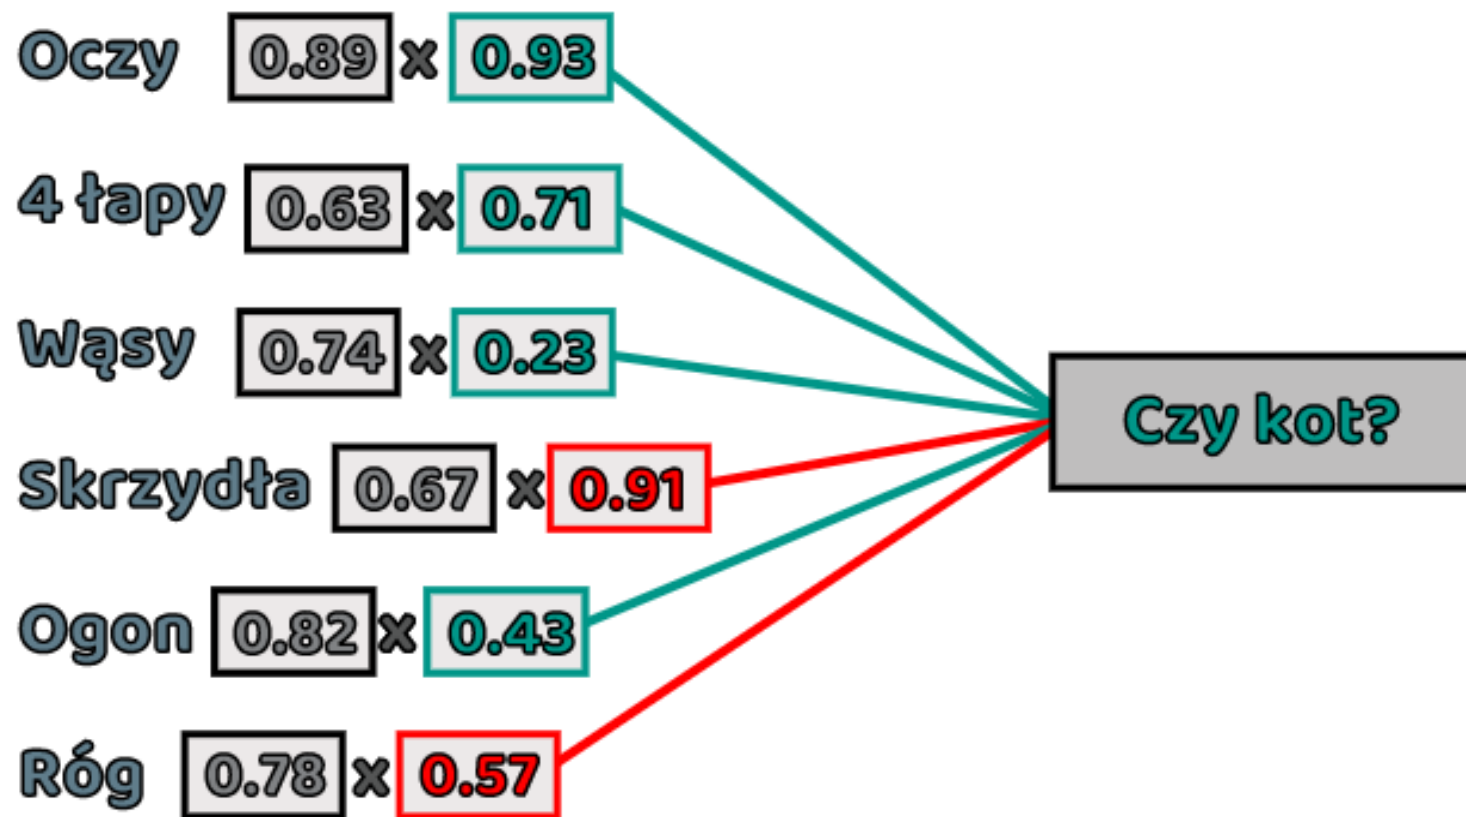 Oczy 0.89 x 0.93
4 łapy 0.63 x 0.71
Wąsy 0.74 x 0.23
Czy kot?
Skrzydła 0.67 x 0.91
Ogon 0.82 x 0.43
Róg 0.78 x 0.57